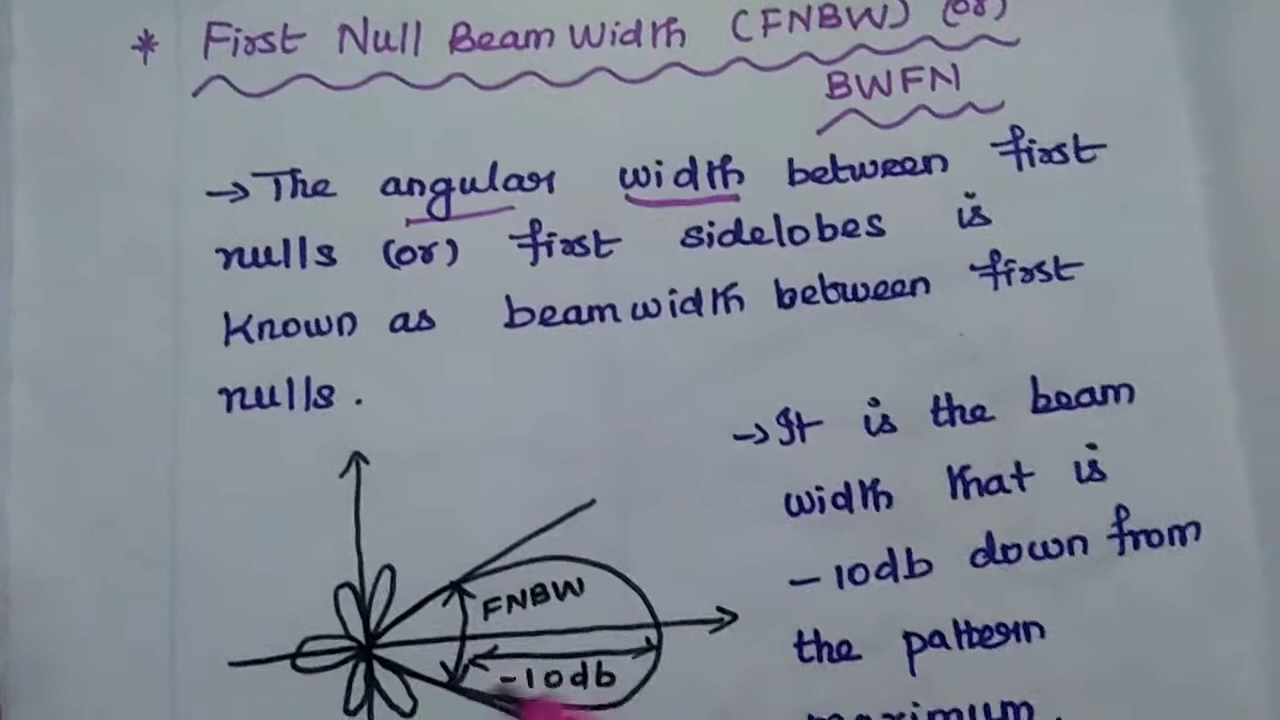 * First Null Beam Width (FNBW) (or)
BWFN
→ The angular width between first
nulls (or) first sidelobes is
known as beamwidth between first
nulls.
→ It is the beam
width that is
-10db down from
the pattern
maximum.
FNBW
-10db